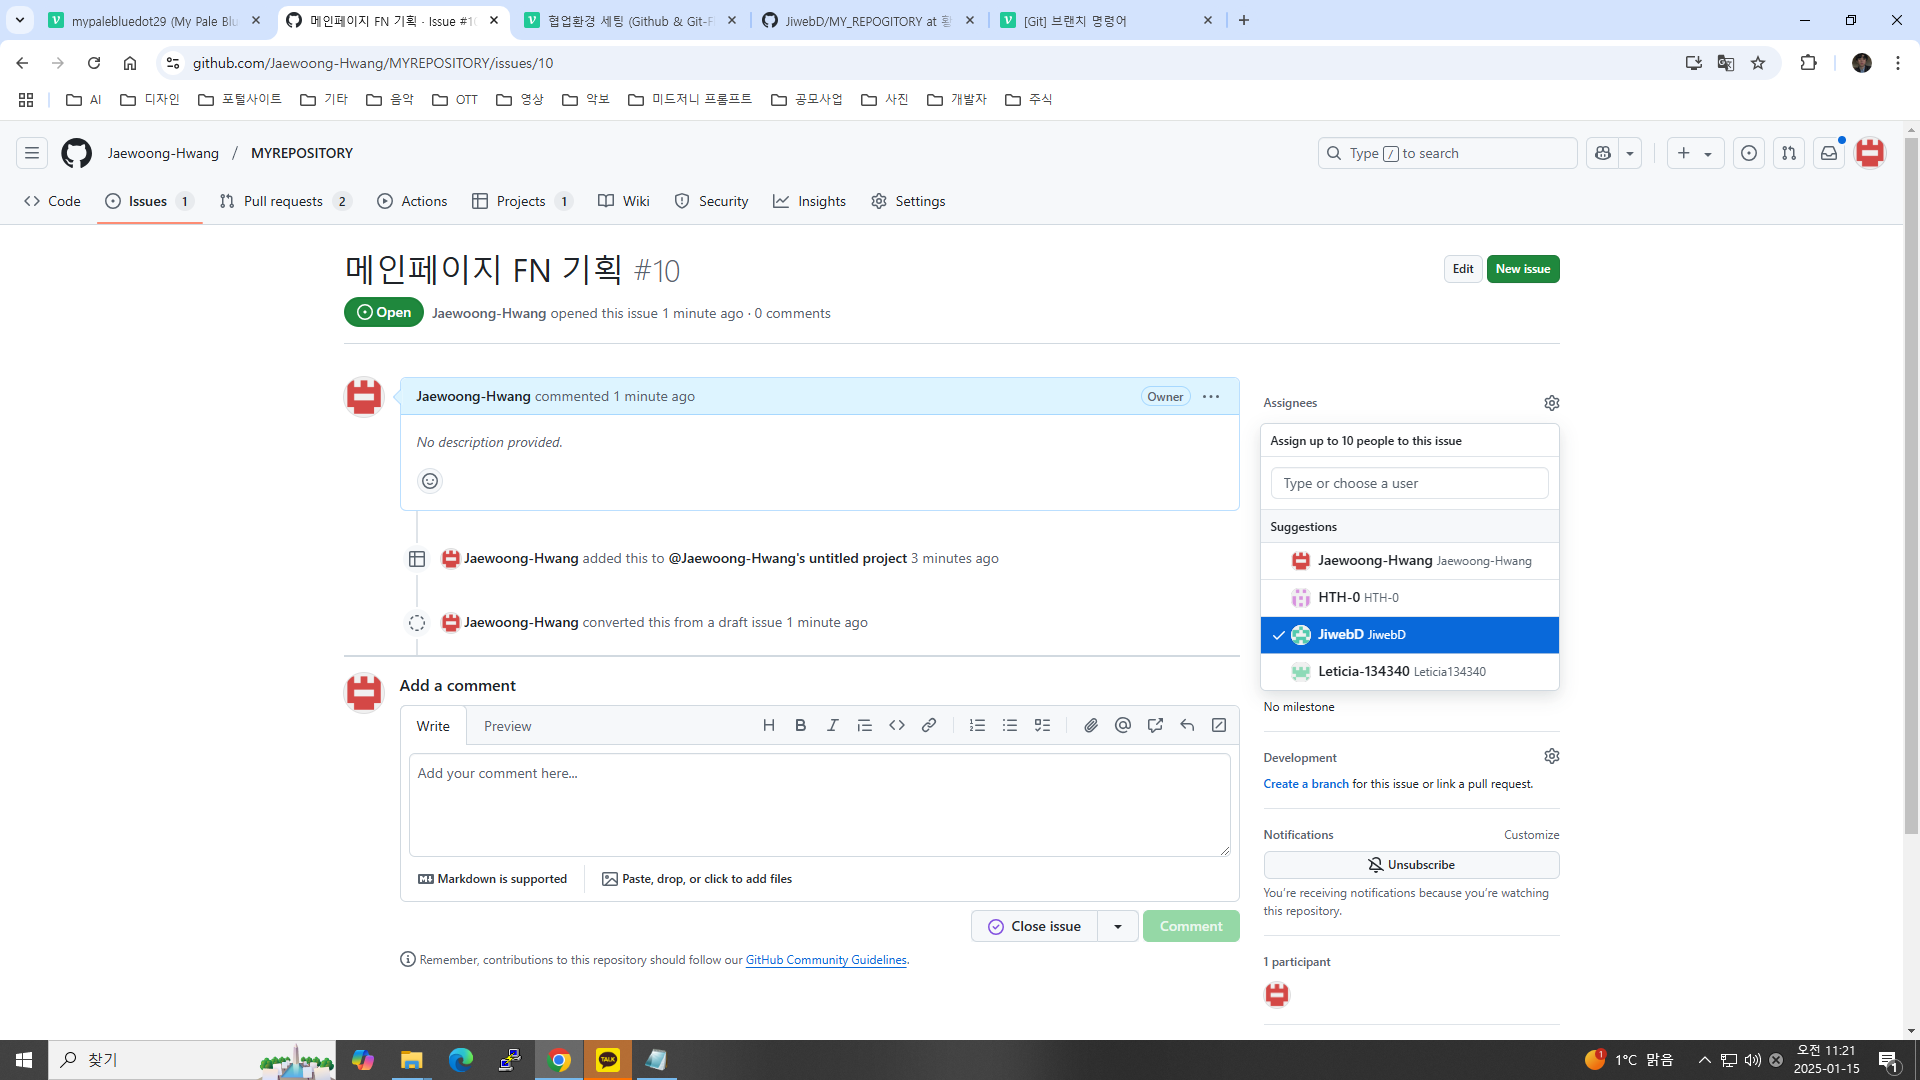 mypalebluedot29 (My Pale Blu
메인페이지 FN 기획 · Issue #10
협업환경 세팅 (Github & Git-Fl
JiwebD/MY_REPOGITORY at 황
[Git] 브랜치 명령어
github.com/Jaewoong-Hwang/MYREPOSITORY/issues/10
AI
디자인
포털사이트
기타
음악
OTT
영상
악보
미드저니 프롬프트
공모사업
사진
개발자
주식
Jaewoong-Hwang / MYREPOSITORY
Type / to search
Code
Issues 1
Pull requests 2
Actions
Projects 1
Wiki
Security
Insights
Settings
메인페이지 FN 기획 #10
Edit
New issue
Open
Jaewoong-Hwang opened this issue 1 minute ago · 0 comments
Jaewoong-Hwang commented 1 minute ago
Owner
No description provided.
Jaewoong-Hwang added this to @Jaewoong-Hwang's untitled project 3 minutes ago
Jaewoong-Hwang converted this from a draft issue 1 minute ago
Add a comment
Write
Preview
Add your comment here...
Markdown is supported
Paste, drop, or click to add files
Close issue
Comment
Remember, contributions to this repository should follow our GitHub Community Guidelines.
Assignees
Assign up to 10 people to this issue
Type or choose a user
Suggestions
Jaewoong-Hwang Jaewoong-Hwang
HTH-0 HTH-0
JiwebD JiwebD
Leticia-134340 Leticia134340
No milestone
Development
Create a branch for this issue or link a pull request.
Notifications
Customize
Unsubscribe
You're receiving notifications because you're watching
this repository.
1 participant
찾기
TALK
1
1°C 맑음
오전 11:21
2025-01-15
1